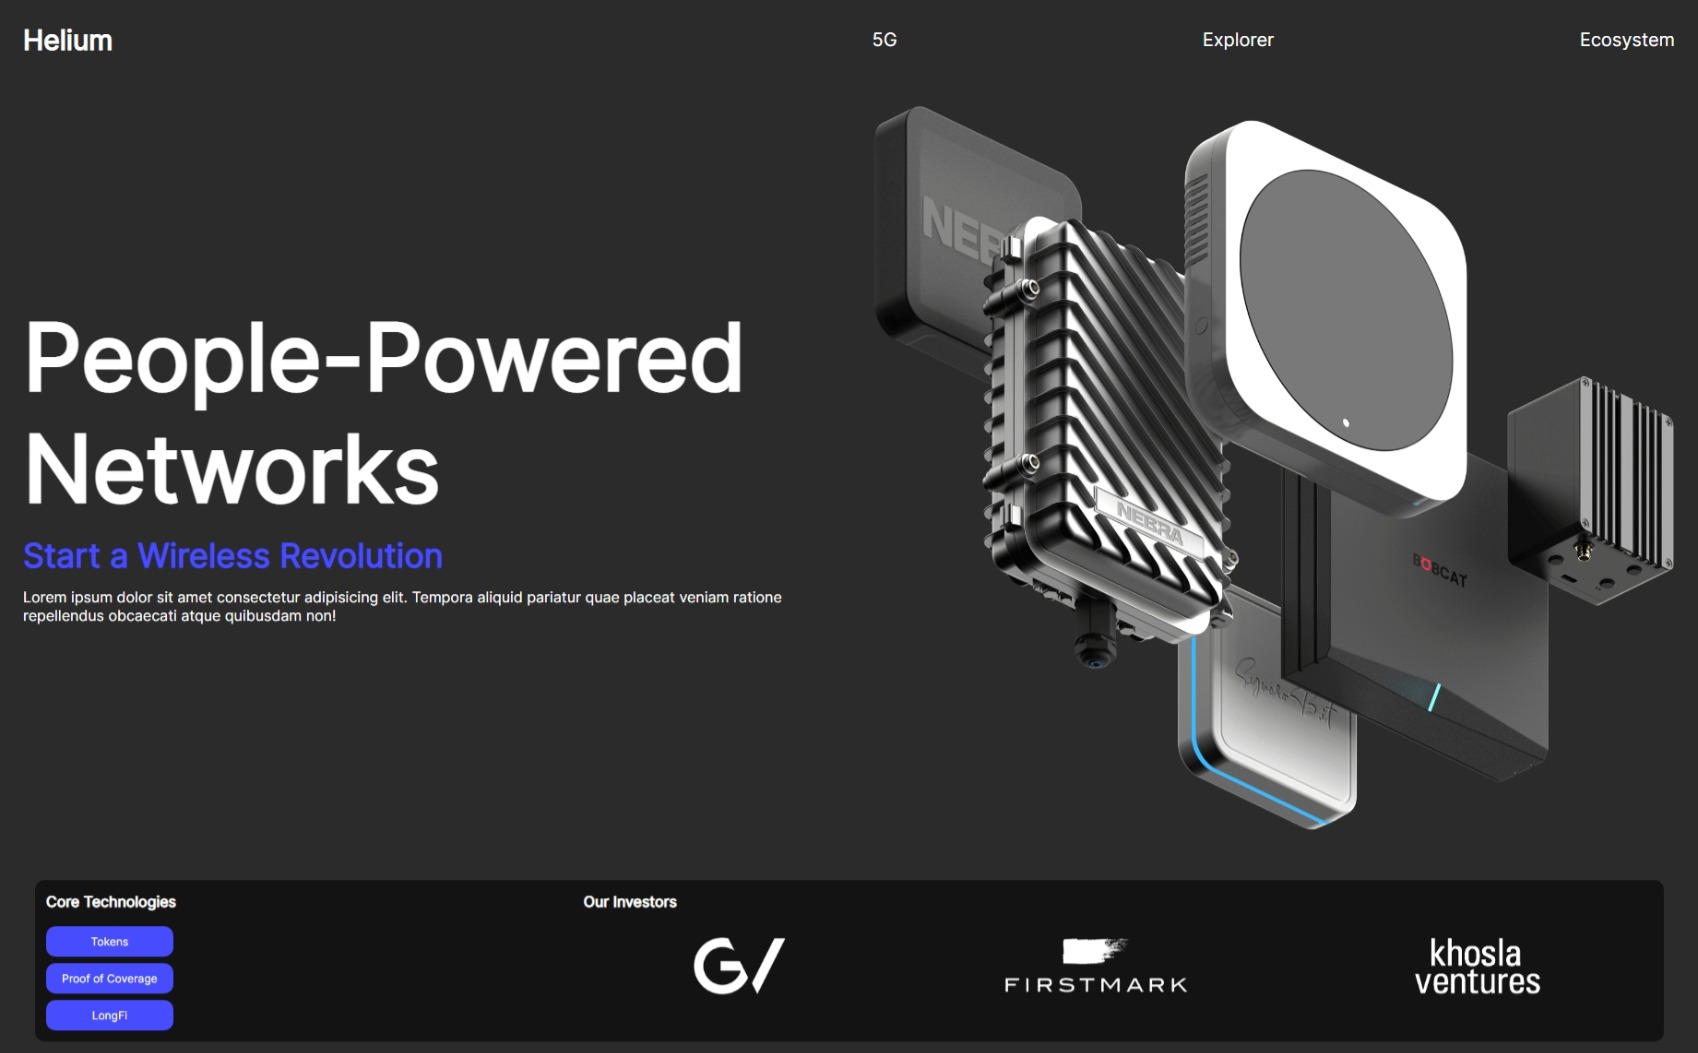 Helium
5G
Explorer
Ecosystem
People-Powered
Networks
Start a Wireless Revolution
Lorem ipsum dolor sit amet consectetur adipisicing elit. Tempora aliquid pariatur quae placeat veniam ratione
repellendus obcaecati atque quibusdam non!
NEBRA
BOBCAT
Core Technologies
Tokens
Proof of Coverage
LongFi
Our Investors
GV
FIRSTMARK
khosla
ventures